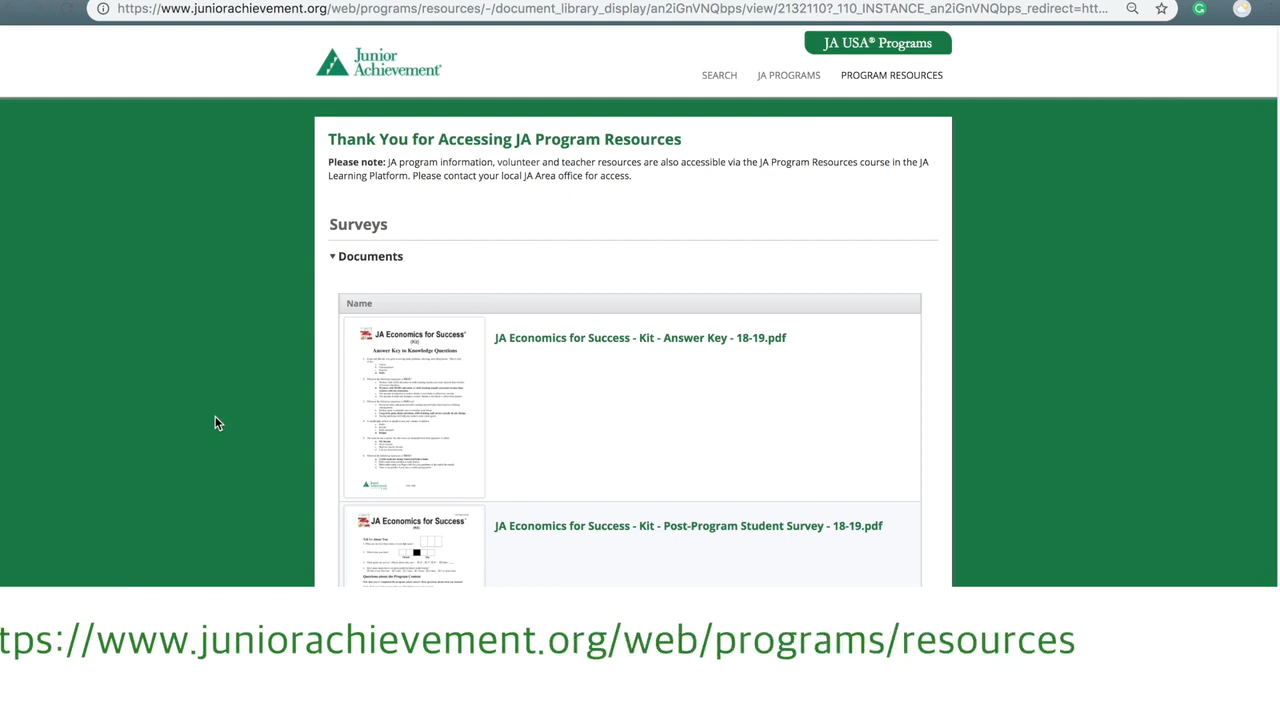 https://www.juniorachievement.org/web/programs/resources/-/document_library_display/an2iGnVNQbps/view/2132110?_110_INSTANCE_an2iGnVNQbps_redirect=htt...
Junior
Achievement®
JA USA® Programs
SEARCH JA PROGRAMS PROGRAM RESOURCES
Thank You for Accessing JA Program Resources
Please note: JA program information, volunteer and teacher resources are also accessible via the JA Program Resources course in the JA
Learning Platform. Please contact your local JA Area office for access.
Surveys
Documents
Name
JA Economics for Success®
Answer Key to Knowledge Questions
JA Economics for Success - Kit - Answer Key - 18-19.pdf
JA Economics for Success®
JA Economics for Success - Kit - Post-Program Student Survey - 18-19.pdf
Questions about the Program Content
tps://www.juniorachievement.org/web/programs/resources